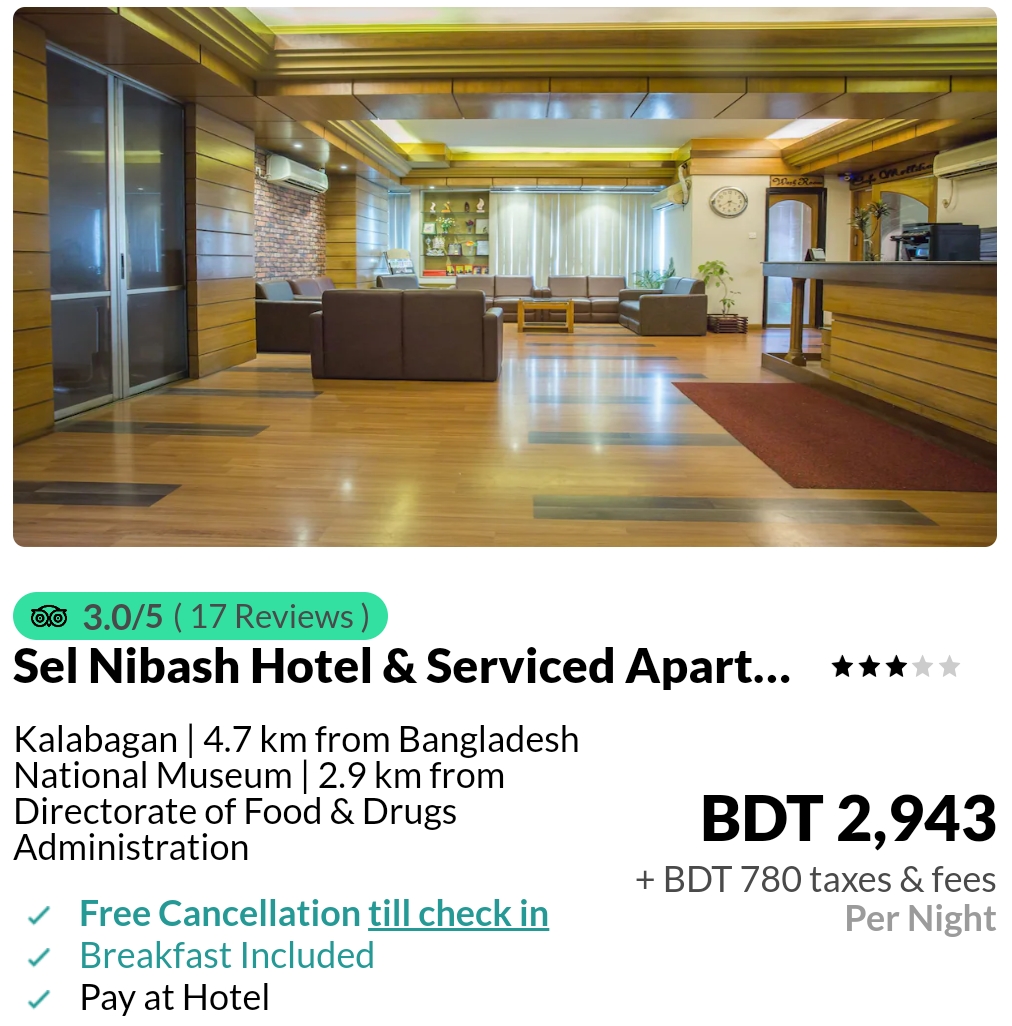 3.0/5 ( 17 Reviews )
Sel Nibash Hotel & Serviced Apart...
Kalabagan | 4.7 km from Bangladesh
National Museum | 2.9 km from
Directorate of Food & Drugs
Administration
BDT 2,943
+ BDT 780 taxes & fees
Per Night
Free Cancellation till check in
Breakfast Included
Pay at Hotel